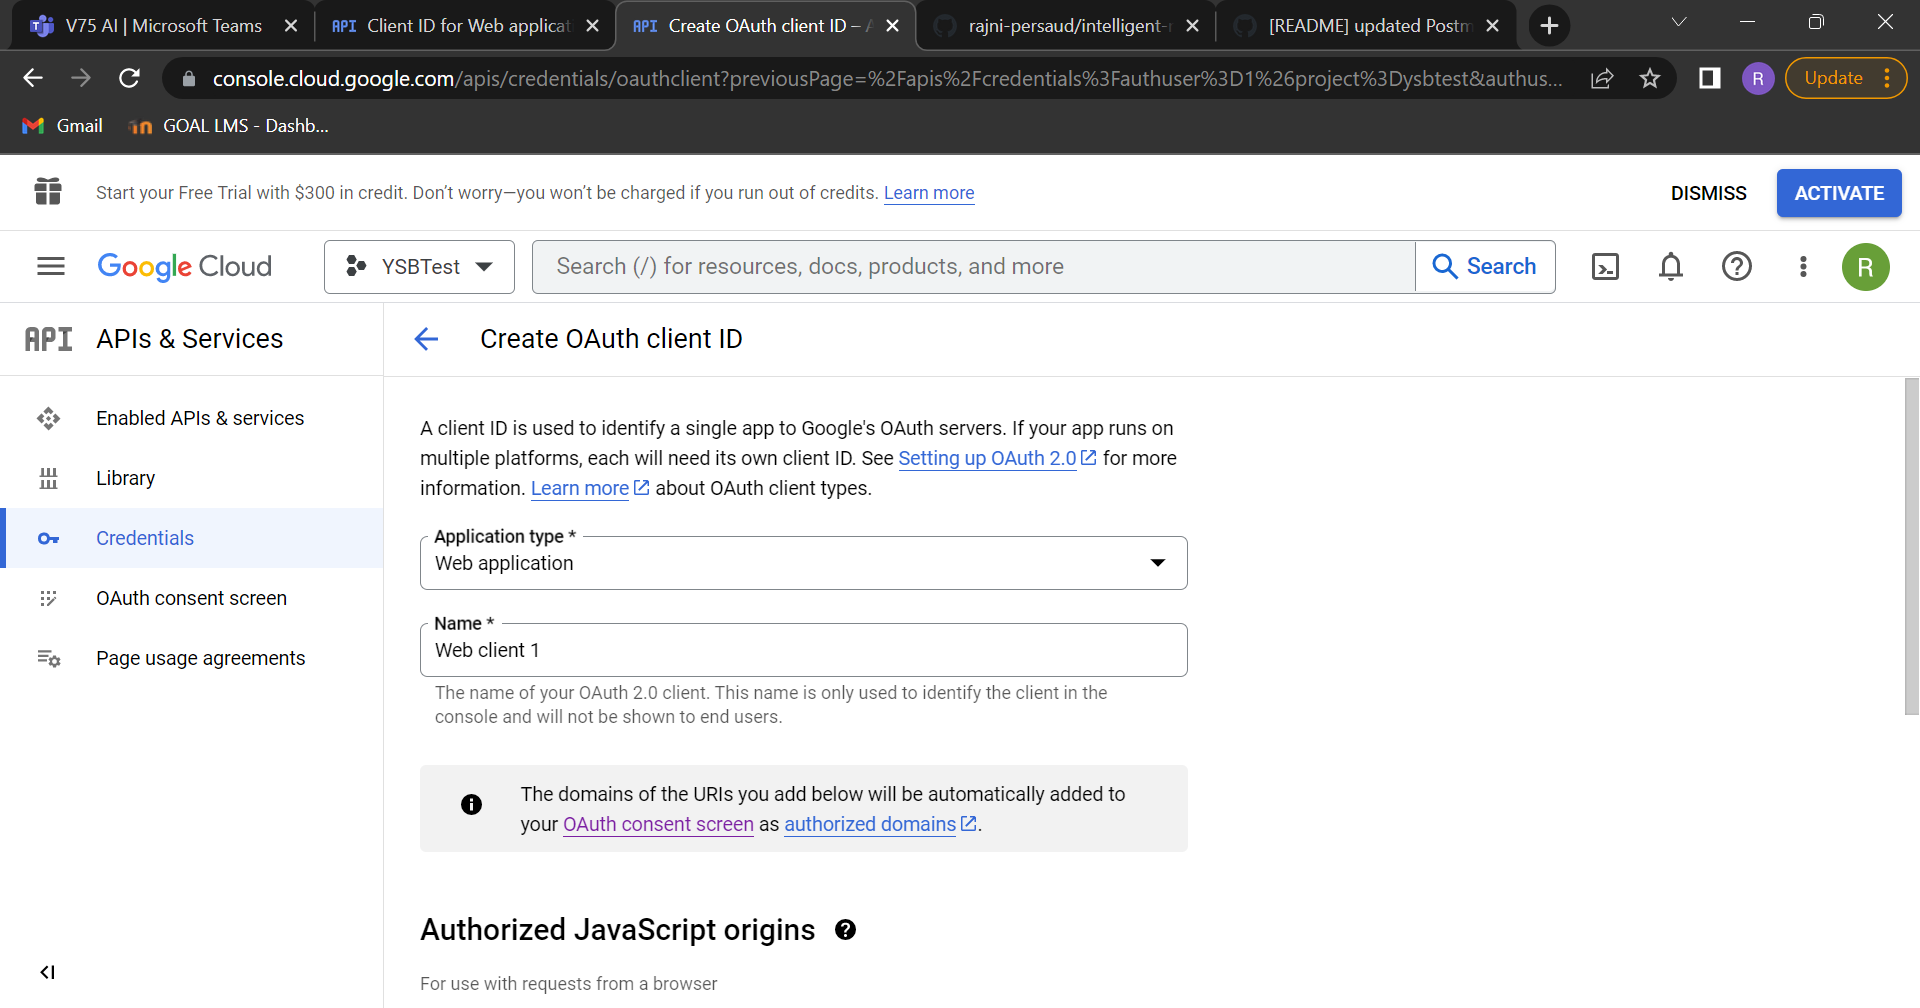 V75 AI | Microsoft Teams
API Client ID for Web applicat
API Create OAuth client ID –
rajni-persaud/intelligent-
[README] updated Postm
console.cloud.google.com/apis/credentials/oauthclient?previousPage=%2Fapis%2Fcredentials%3Fauthuser%3D1%26project%3Dysbtest&authus...
R
Update
Gmail
GOAL LMS - Dashb...
Start your Free Trial with $300 in credit. Don't worry—you won't be charged if you run out of credits. Learn more
DISMISS
ACTIVATE
Google Cloud
YSBTest
Search (/) for resources, docs, products, and more
Search
R
API APIs & Services
Create OAuth client ID
Enabled APIs & services
Library
Credentials
OAuth consent screen
Page usage agreements
A client ID is used to identify a single app to Google's OAuth servers. If your app runs on
multiple platforms, each will need its own client ID. See Setting up OAuth 2.0 for more
information. Learn more about OAuth client types.
Application type *
Web application
Name *
Web client 1
The name of your OAuth 2.0 client. This name is only used to identify the client in the
console and will not be shown to end users.
The domains of the URIs you add below will be automatically added to
your OAuth consent screen as authorized domains.
Authorized JavaScript origins
For use with requests from a browser